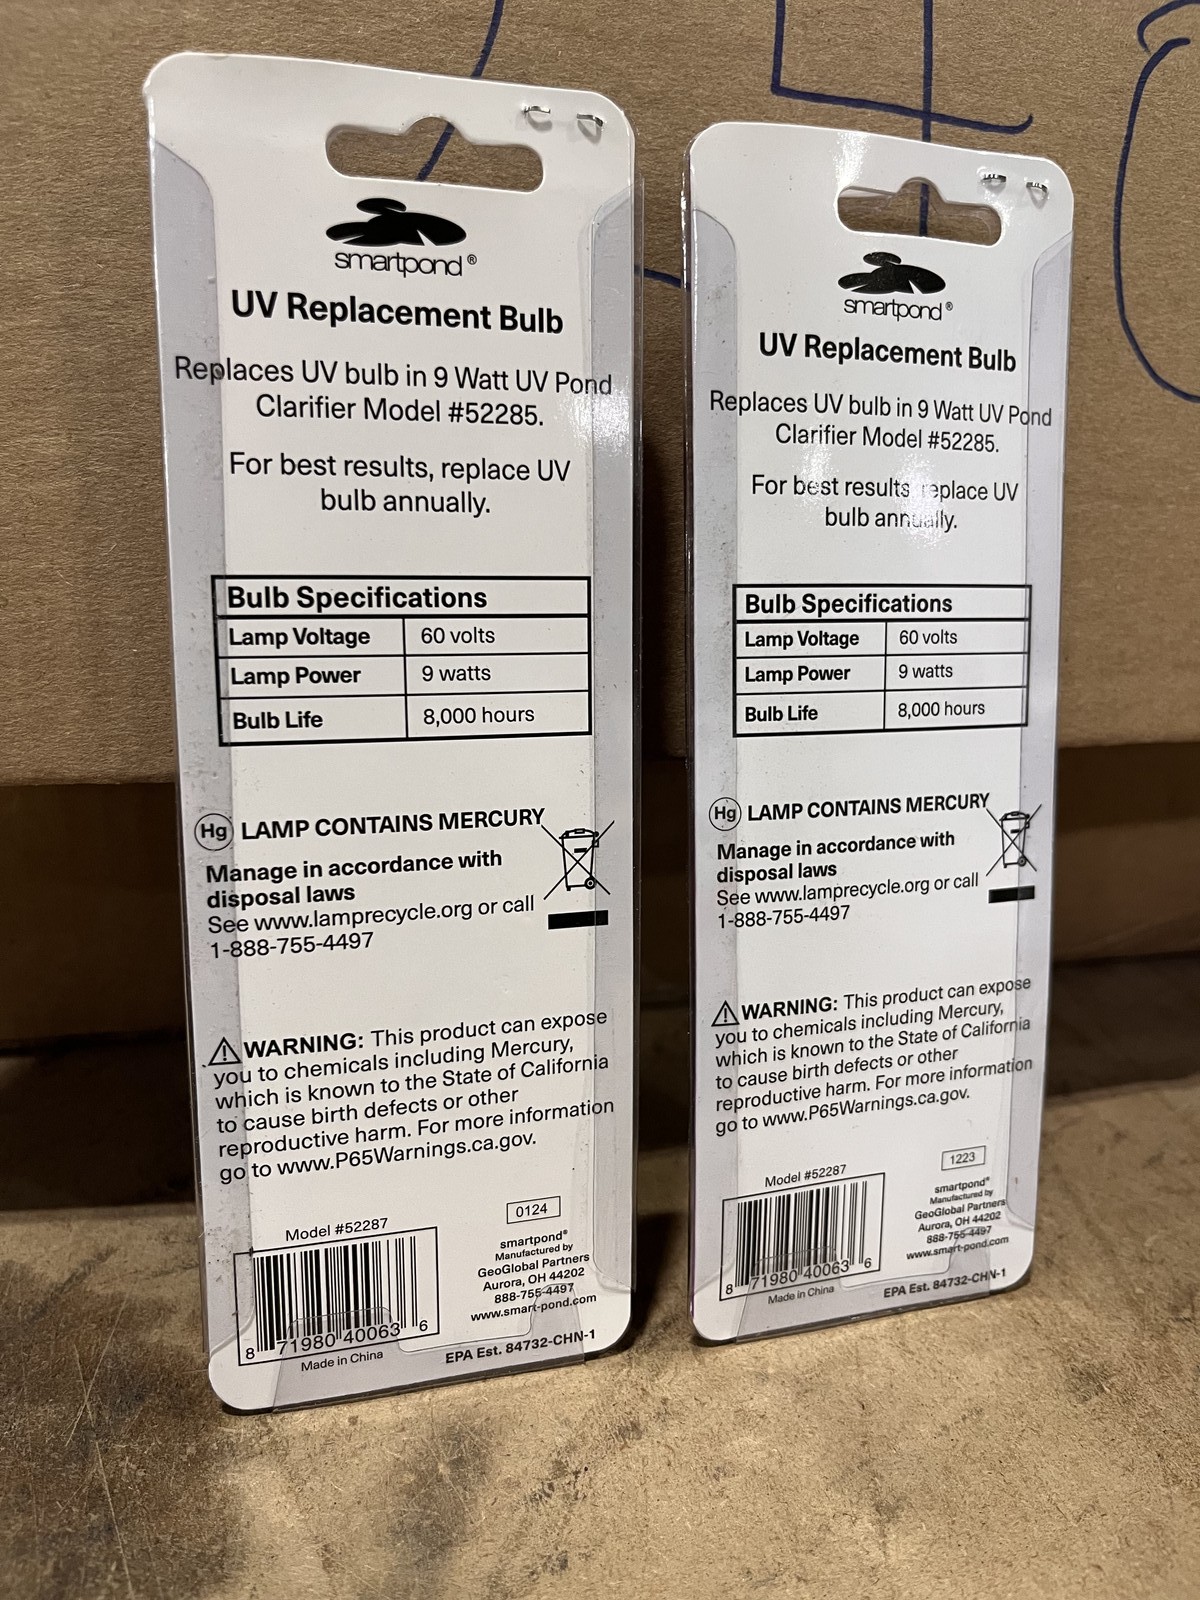 smartpond®
UV Replacement Bulb
Replaces UV bulb in 9 Watt UV Pond
Clarifier Model #52285.
For best results, replace UV
bulb annually.
Bulb Specifications
Lamp Voltage 60 volts
Lamp Power 9 watts
Bulb Life 8,000 hours
Hg LAMP CONTAINS MERCURY
Manage in accordance with
disposal laws
See www.lamprecycle.org or call
1-888-755-4497
WARNING: This product can expose
you to chemicals including Mercury,
which is known to the State of California
to cause birth defects or other
reproductive harm. For more information
go to www.P65Warnings.ca.gov.
0124
Model #52287
8 71980 40063 6
Made in China
smartpond®
Manufactured by
GeoGlobal Partners
Aurora, OH 44202
888-755-4497
www.smart-pond.com
EPA Est. 84732-CHN-1
smartpond®
UV Replacement Bulb
Replaces UV bulb in 9 Watt UV Pond
Clarifier Model #52285.
For best results, replace UV
bulb annually.
Bulb Specifications
Lamp Voltage 60 volts
Lamp Power 9 watts
Bulb Life 8,000 hours
Hg LAMP CONTAINS MERCURY
Manage in accordance with
disposal laws
See www.lamprecycle.org or call
1-888-755-4497
WARNING: This product can expose
you to chemicals including Mercury,
which is known to the State of California
to cause birth defects or other
reproductive harm. For more information
go to www.P65Warnings.ca.gov.
1223
Model #52287
8 71980 40063 6
Made in China
smartpond®
Manufactured by
GeoGlobal Partners
Aurora, OH 44202
888-755-4497
www.smart-pond.com
EPA Est. 84732-CHN-1